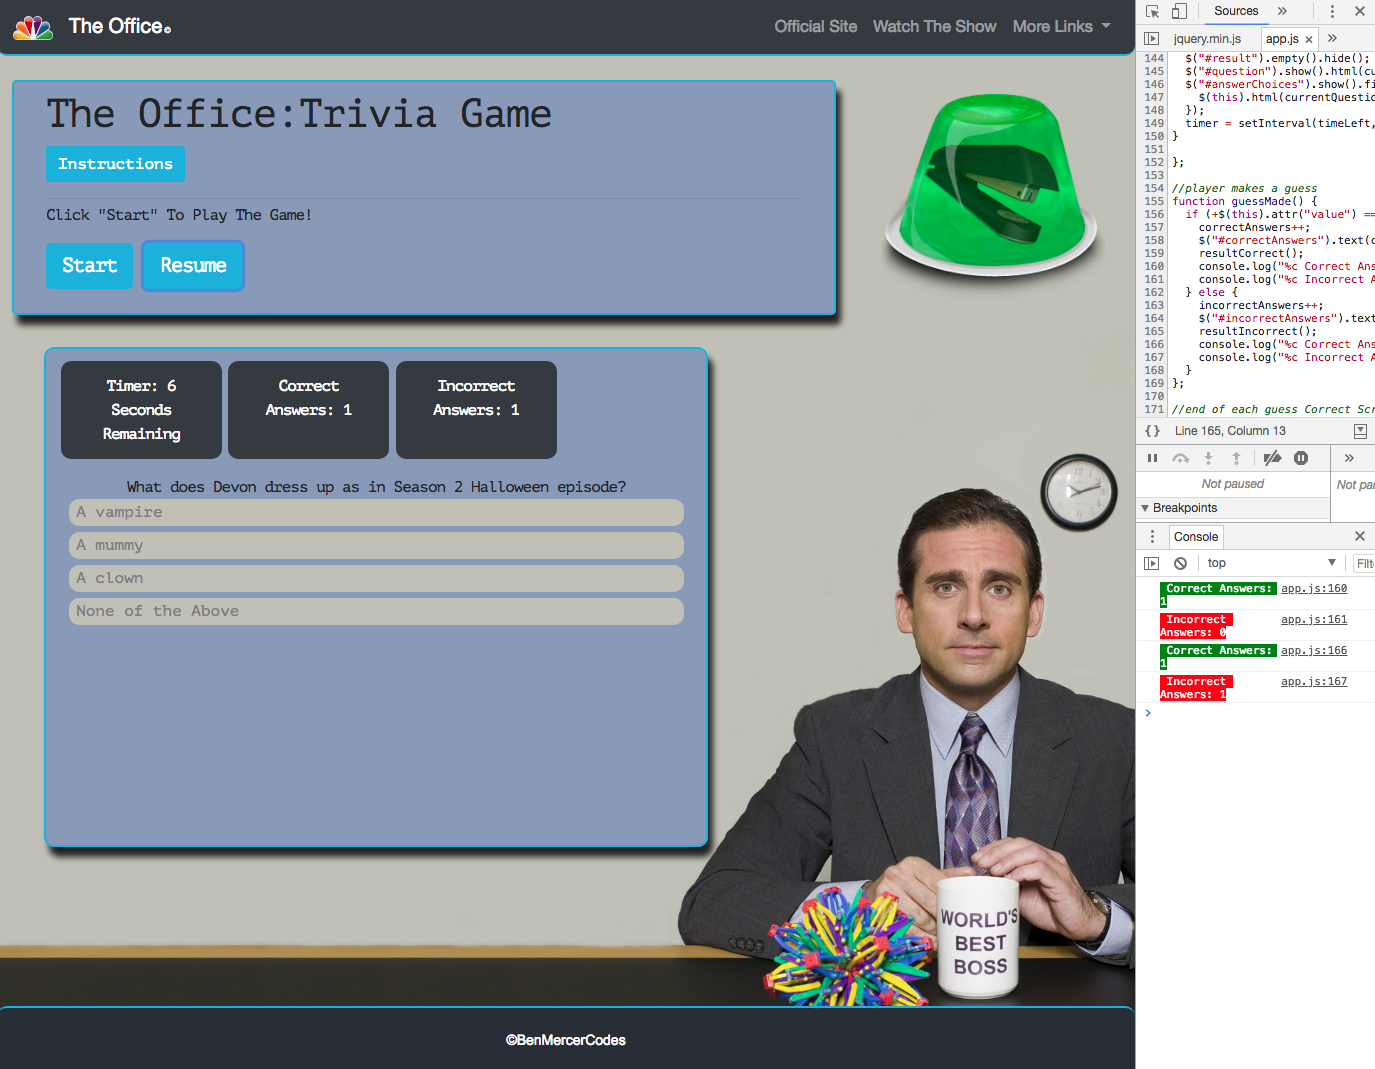 The Office©
Official Site
Watch The Show
More Links
The Office:Trivia Game
Instructions
Click "Start" To Play The Game!
Start
Resume
Timer: 6
Seconds
Remaining
Correct
Answers: 1
Incorrect
Answers: 1
What does Devon dress up as in Season 2 Halloween episode?
A vampire
A mummy
A clown
None of the Above
WORLD'S
BEST
BOSS
©BenMercerCodes
Sources
jquery.min.js
app.js
144 $("#result").empty().hide();
145 $("#question").show().html(cu
146 $("#answerChoices").show().fi
147 $(this).html(currentQuestio
148 });
149 timer = setInterval(timeLeft,
150 }
151
152 };
153
154 //player makes a guess
155 function guessMade() {
156 if (+$(this).attr("value") ==
157 correctAnswers++;
158 $("#correctAnswers").text(c
159 resultCorrect();
160 console.log("%c Correct Ans
161 console.log("%c Incorrect A
162 } else {
163 incorrectAnswers++;
164 $("#incorrectAnswers").text
165 resultIncorrect();
166 console.log("%c Correct Ans
167 console.log("%c Incorrect A
168 }
169 };
170
171 //end of each guess Correct Scr
{ } Line 165, Column 13
Not paused
Not pau
Breakpoints
Console
top
Filt
Correct Answers: app.js:160
1
Incorrect app.js:161
Answers: 0
Correct Answers: app.js:166
1
Incorrect app.js:167
Answers: 1